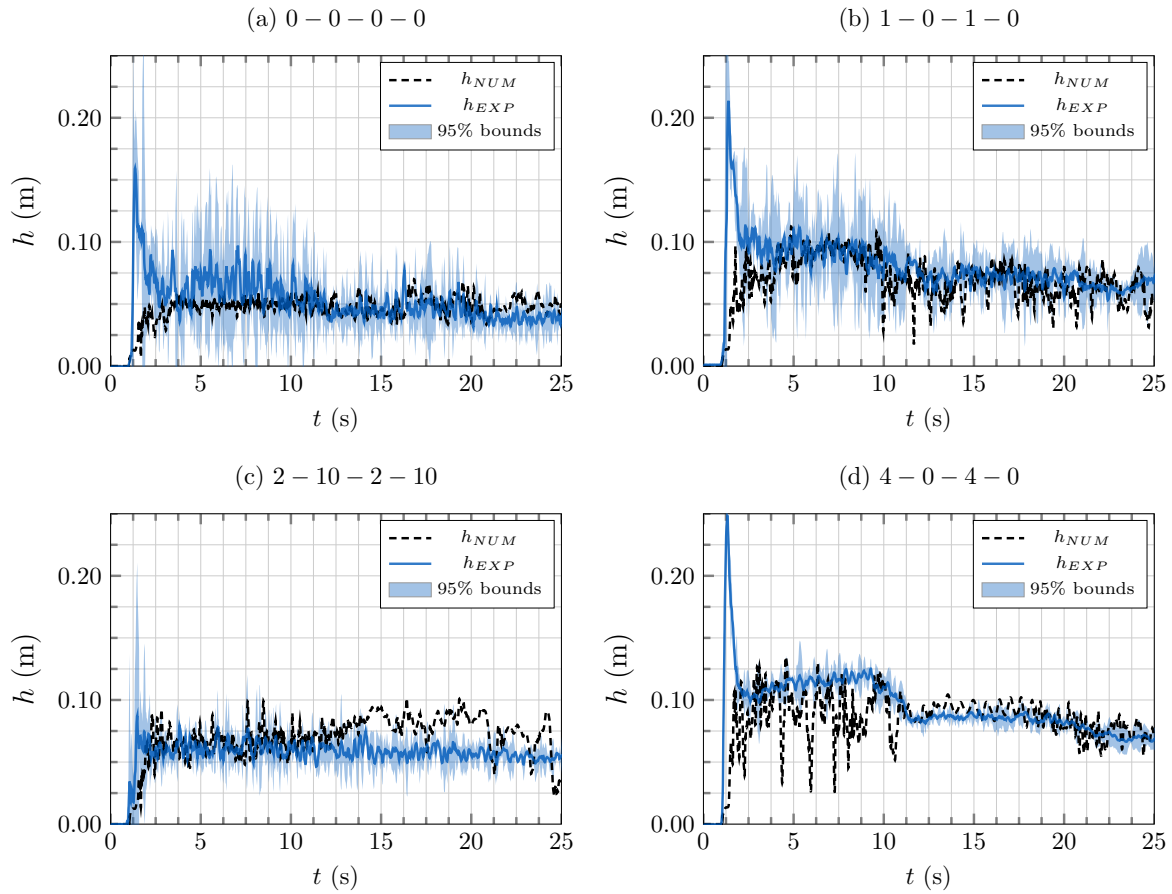 (a) 0 − 0 − 0 − 0
h_NUM
h_EXP
95% bounds
0.20
0.10
0.00
h (m)
0 5 10 15 20 25
t (s)
(b) 1 − 0 − 1 − 0
h_NUM
h_EXP
95% bounds
0.20
0.10
0.00
h (m)
0 5 10 15 20 25
t (s)
(c) 2 − 10 − 2 − 10
h_NUM
h_EXP
95% bounds
0.20
0.10
0.00
h (m)
0 5 10 15 20 25
t (s)
(d) 4 − 0 − 4 − 0
h_NUM
h_EXP
95% bounds
0.20
0.10
0.00
h (m)
0 5 10 15 20 25
t (s)